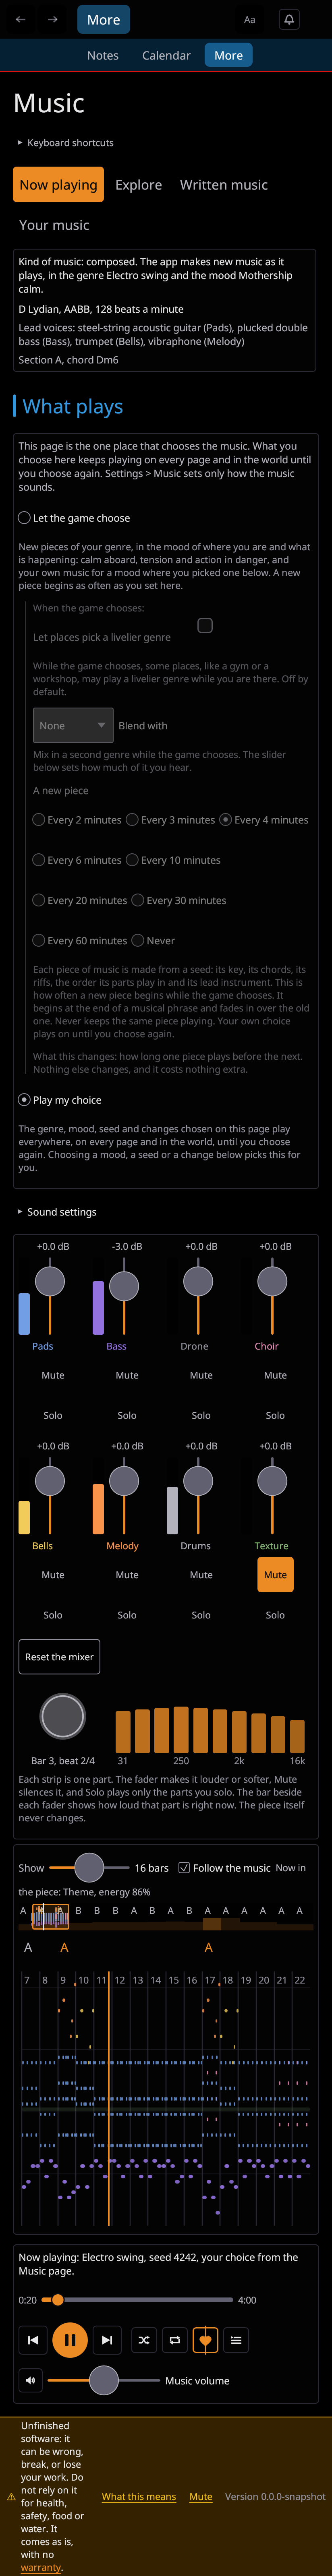 More
Aa
Notes
Calendar
More
Music
Keyboard shortcuts
Now playing
Explore
Written music
Your music
Kind of music: composed. The app makes new music as it
plays, in the genre Electro swing and the mood Mothership
calm.
D Lydian, AABB, 128 beats a minute
Lead voices: steel-string acoustic guitar (Pads), plucked double
bass (Bass), trumpet (Bells), vibraphone (Melody)
Section A, chord Dm6
What plays
This page is the one place that chooses the music. What you
choose here keeps playing on every page and in the world until
you choose again. Settings > Music sets only how the music
sounds.
Let the game choose
New pieces of your genre, in the mood of where you are and what
is happening: calm aboard, tension and action in danger, and
your own music for a mood where you picked one below. A new
piece begins as often as you set here.
When the game chooses:
Let places pick a livelier genre
While the game chooses, some places, like a gym or a
workshop, may play a livelier genre while you are there. Off by
default.
None
Blend with
Mix in a second genre while the game chooses. The slider
below sets how much of it you hear.
A new piece
Every 2 minutes
Every 3 minutes
Every 4 minutes
Every 6 minutes
Every 10 minutes
Every 20 minutes
Every 30 minutes
Every 60 minutes
Never
Each piece of music is made from a seed: its key, its chords, its
riffs, the order its parts play in and its lead instrument. This is
how often a new piece begins while the game chooses. It
begins at the end of a musical phrase and fades in over the old
one. Never keeps the same piece playing. Your own choice
plays on until you choose again.
What this changes: how long one piece plays before the next.
Nothing else changes, and it costs nothing extra.
Play my choice
The genre, mood, seed and changes chosen on this page play
everywhere, on every page and in the world, until you choose
again. Choosing a mood, a seed or a change below picks this for
you.
Sound settings
+0.0 dB
-3.0 dB
+0.0 dB
+0.0 dB
Pads
Bass
Drone
Choir
Mute
Mute
Mute
Mute
Solo
Solo
Solo
Solo
+0.0 dB
+0.0 dB
+0.0 dB
+0.0 dB
Bells
Melody
Drums
Texture
Mute
Mute
Mute
Mute
Solo
Solo
Solo
Solo
Reset the mixer
Bar 3, beat 2/4
31
250
2k
16k
Each strip is one part. The fader makes it louder or softer, Mute
silences it, and Solo plays only the parts you solo. The bar beside
each fader shows how loud that part is right now. The piece itself
never changes.
Show
16 bars
Follow the music
Now in
the piece: Theme, energy 86%
A A A B B B A B A B A A A A A A
A A A
7 8 9 10 11 12 13 14 15 16 17 18 19 20 21 22
Now playing: Electro swing, seed 4242, your choice from the
Music page.
0:20
4:00
Music volume
Unfinished
software: it
can be wrong,
break, or lose
your work. Do
not rely on it
for health,
safety, food or
water. It
comes as is,
with no
warranty.
What this means
Mute
Version 0.0.0-snapshot